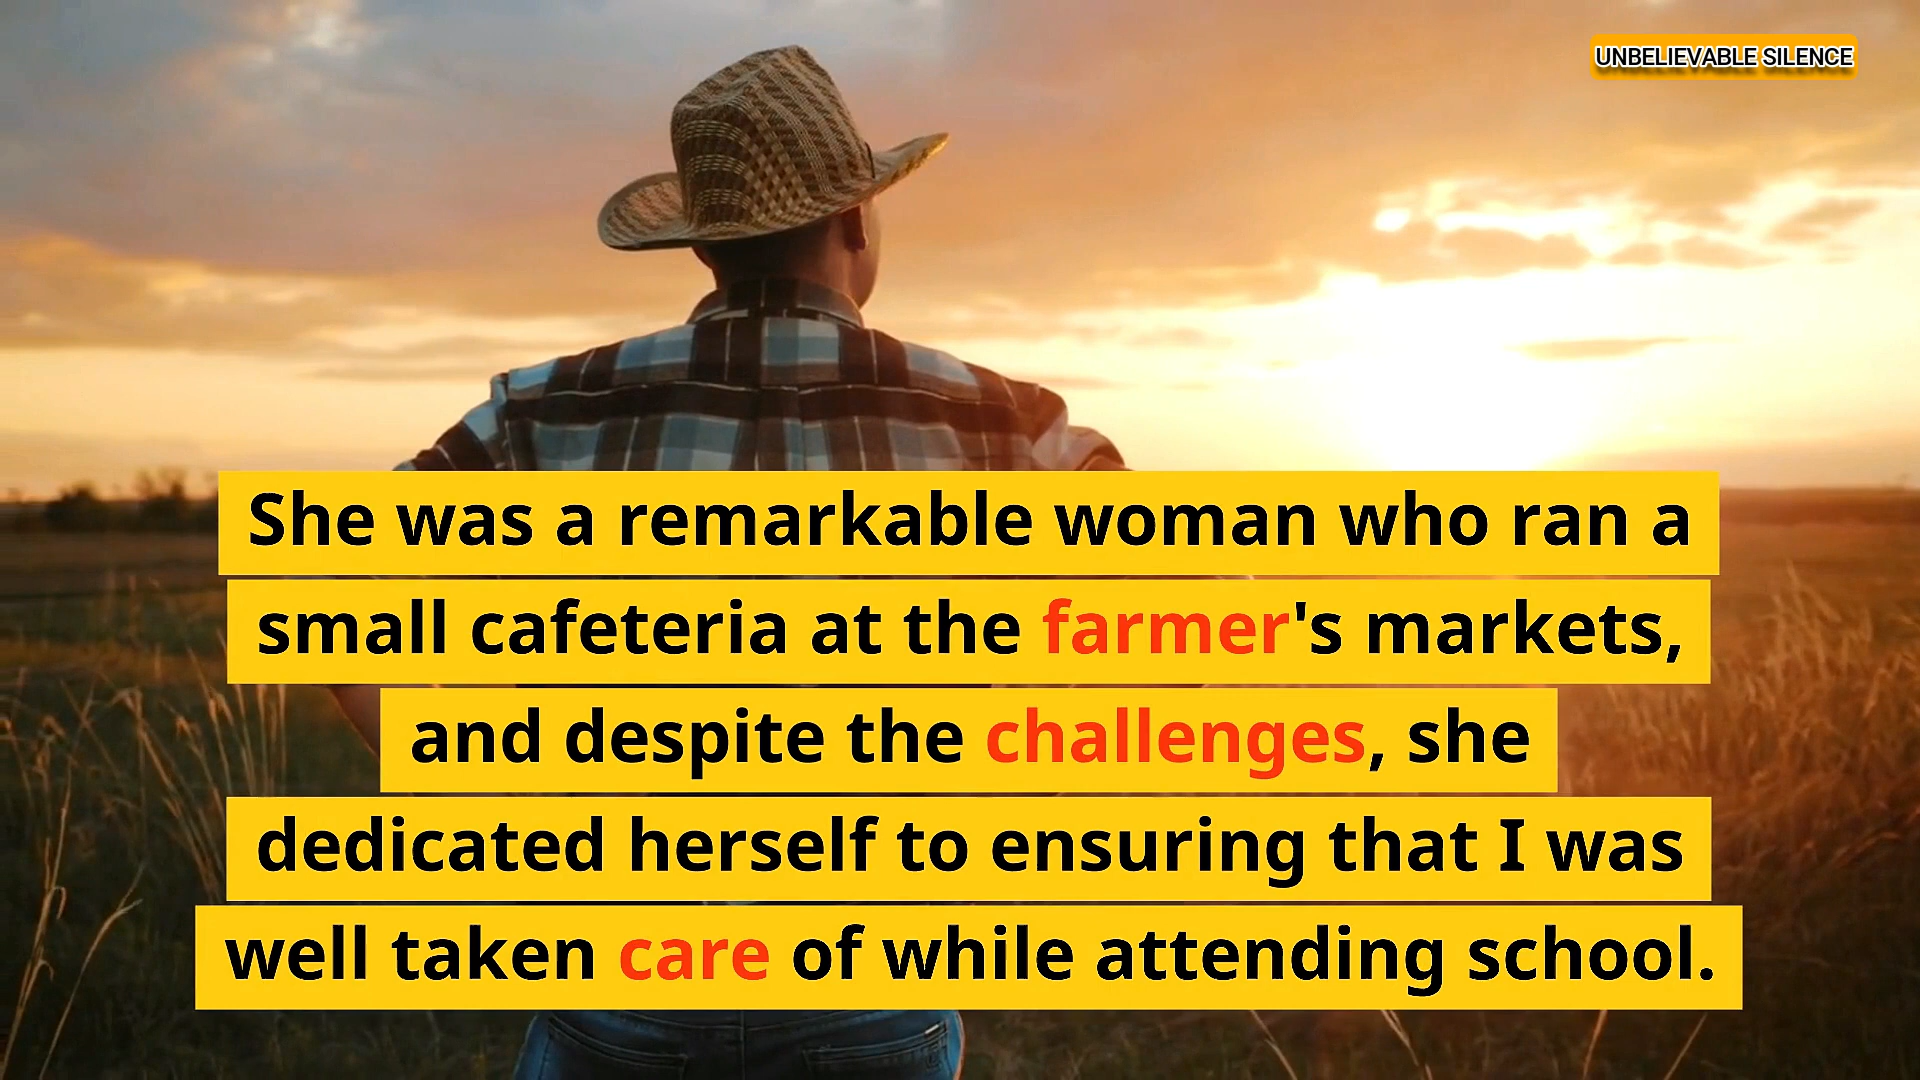 UNBELIEVABLE SILENCE
She was a remarkable woman who ran a
small cafeteria at the farmer's markets,
and despite the challenges, she
dedicated herself to ensuring that I was
well taken care of while attending school.